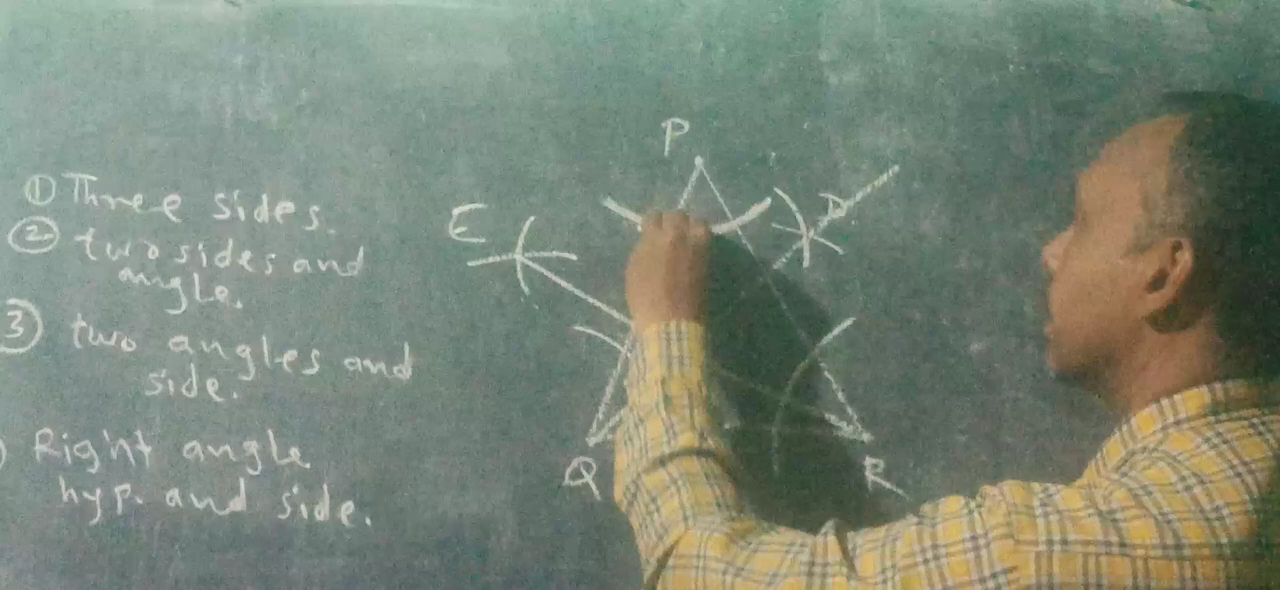 ① Three sides.
② two sides and
angle.
③ two angles and
side.
) Right angle
hyp. and side.
P
E
D
Q
R